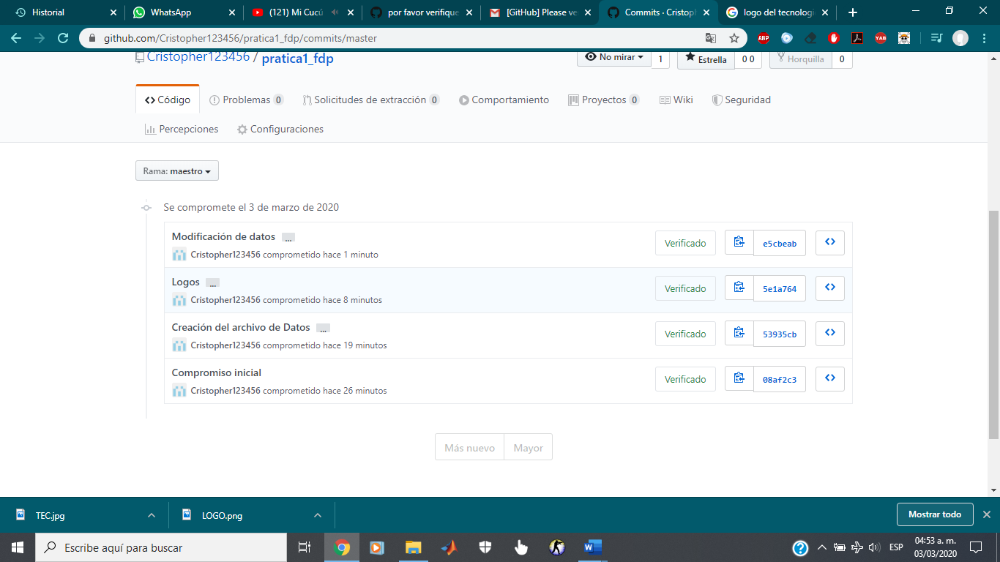 Historial
WhatsApp
(121) Mi Cucú
por favor verifique
[GitHub] Please ve
Commits · Cristop
logo del tecnologi
github.com/Cristopher123456/pratica1_fdp/commits/master
ABP
YAB
Cristopher123456 / pratica1_fdp
No mirar 1
Estrella 0 0
Horquilla 0
Código
Problemas 0
Solicitudes de extracción 0
Comportamiento
Proyectos 0
Wiki
Seguridad
Percepciones
Configuraciones
Rama: maestro
Se compromete el 3 de marzo de 2020
Modificación de datos ...
Cristopher123456 comprometido hace 1 minuto
Verificado
e5cbeab
Logos ...
Cristopher123456 comprometido hace 8 minutos
Verificado
5e1a764
Creación del archivo de Datos ...
Cristopher123456 comprometido hace 19 minutos
Verificado
53935cb
Compromiso inicial
Cristopher123456 comprometido hace 26 minutos
Verificado
08af2c3
Más nuevo
Mayor
TEC.jpg
LOGO.png
Mostrar todo
Escribe aquí para buscar
ESP
04:53 a. m.
03/03/2020